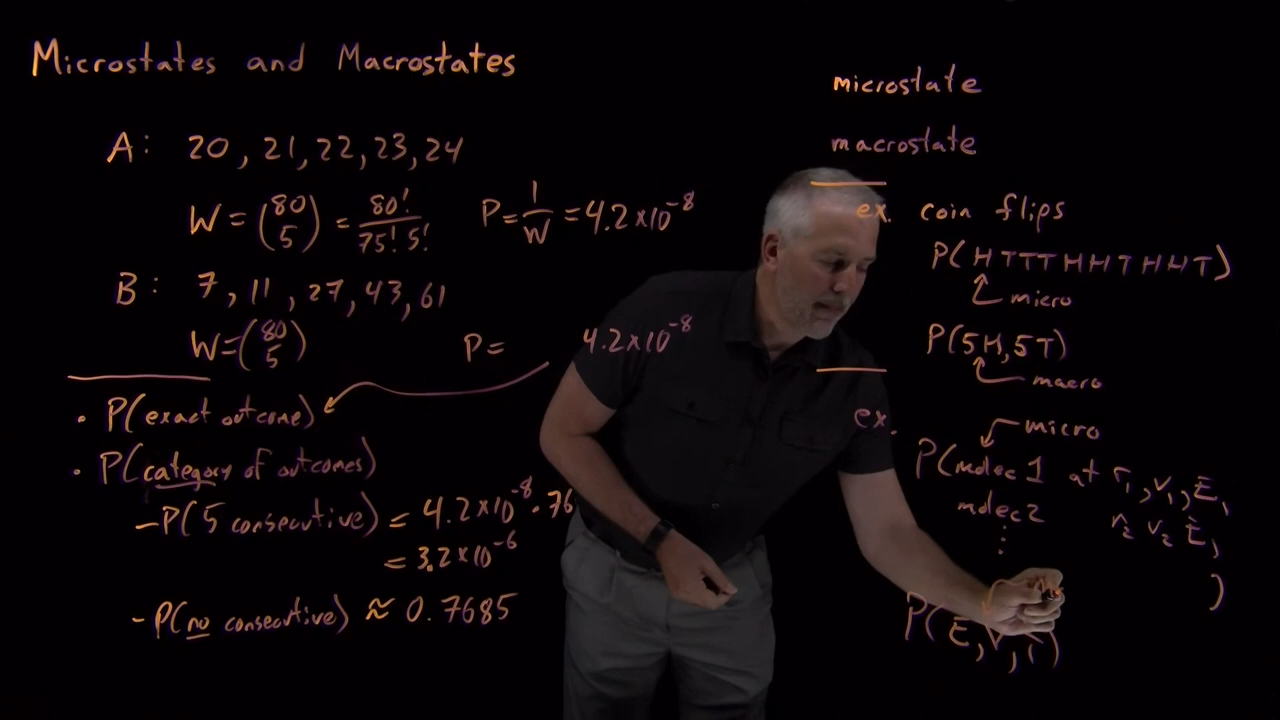 Microstates and Macrostates
A: 20, 21, 22, 23, 24
W = (80 5) = 80! / 75! 5!
P = 1/W = 4.2×10⁻⁸
B: 7, 11, 27, 43, 61
W = (80 5)
P = 4.2×10⁻⁸
• P(exact outcome)
• P(category of outcomes)
– P(5 consecutive) = 4.2×10⁻⁸ · 76
= 3.2×10⁻⁶
– P(no consecutive) ≈ 0.7685
microstate
macrostate
ex. coin flips
P(HTTTHHTHHT)
micro
P(5H, 5T)
macro
ex.
micro
P(molec 1 at r₁, v₁, E₁
molec 2 r₂ v₂ E₂
⋮
)
P(E, V, T)